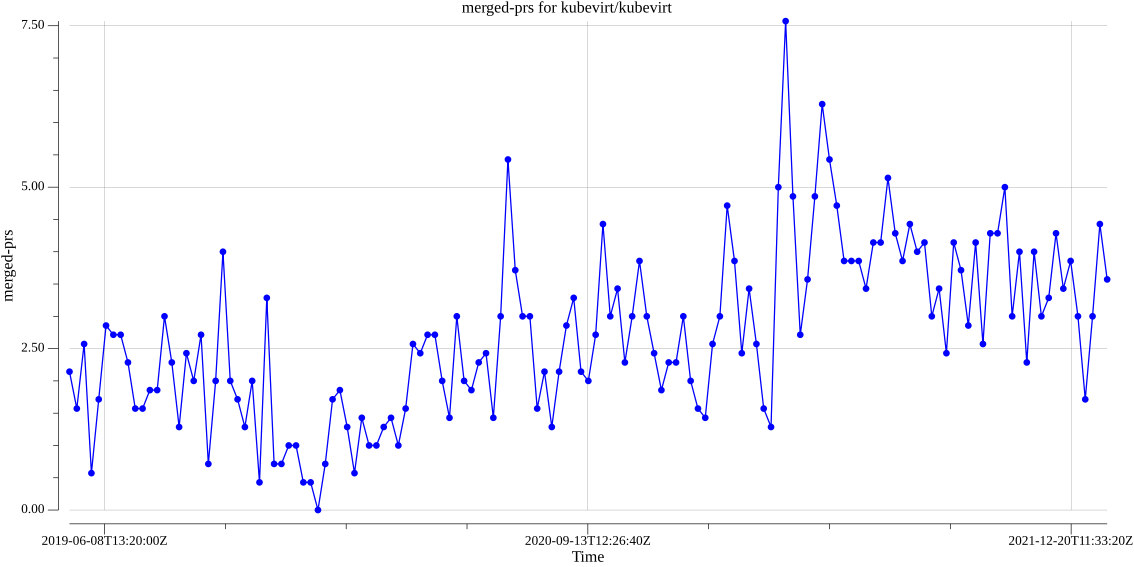 merged-prs for kubevirt/kubevirt
7.50
5.00
2.50
0.00
merged-prs
2019-06-08T13:20:00Z
2020-09-13T12:26:40Z
2021-12-20T11:33:20Z
Time